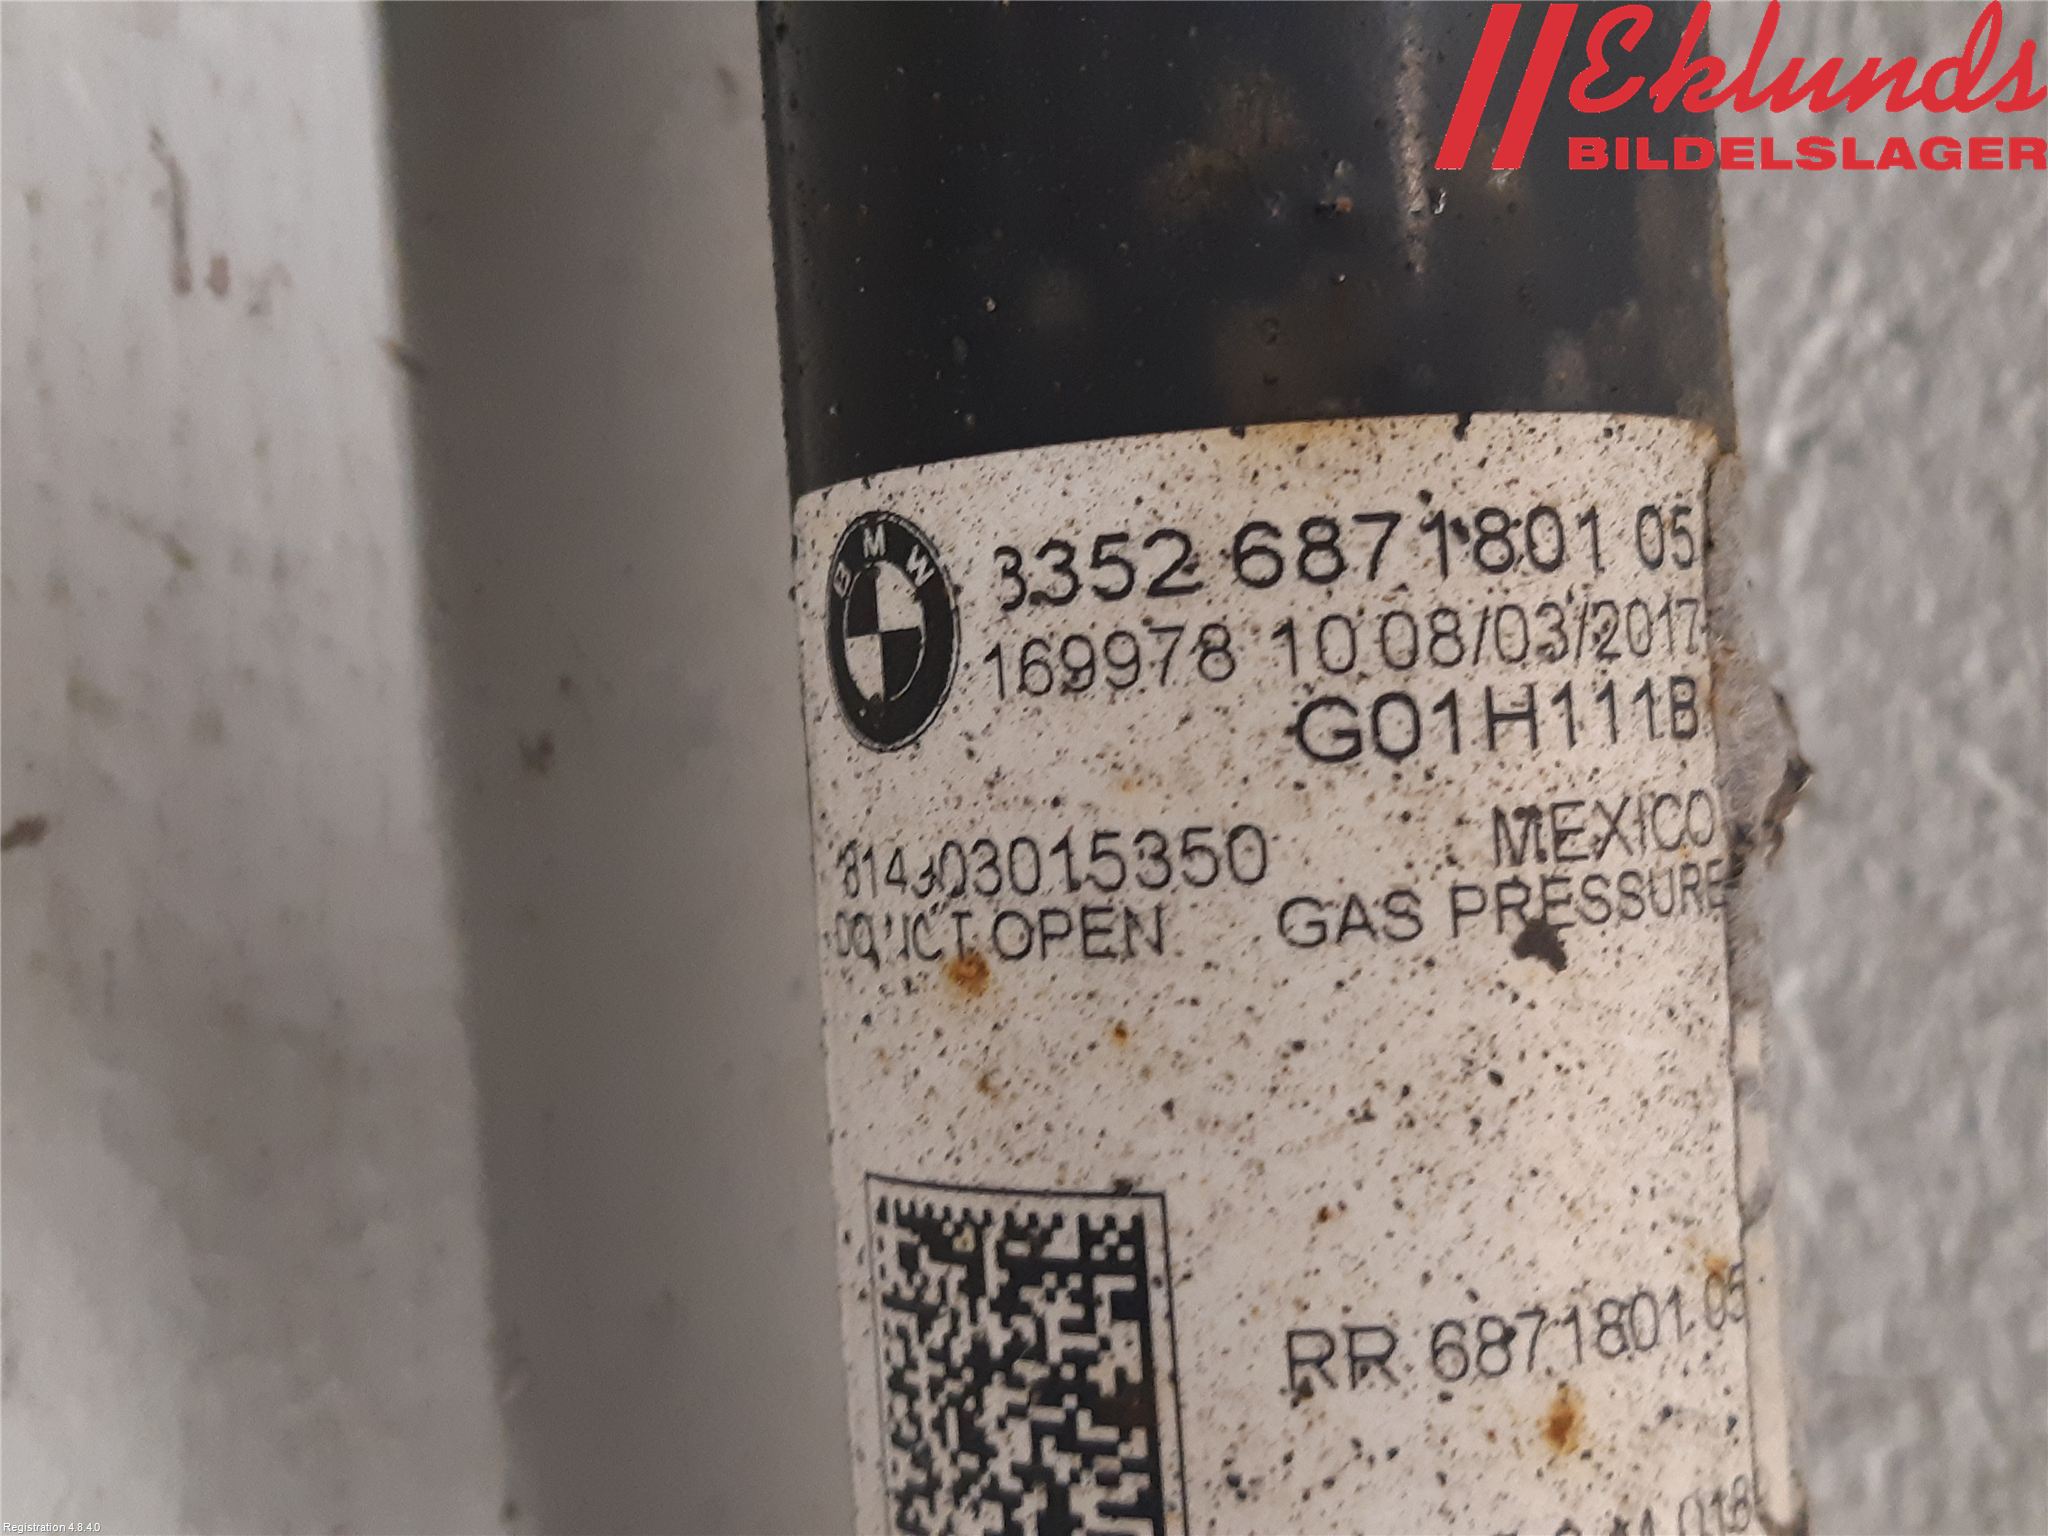 Eklunds
BILDELSLAGER
BMW
3352 6871801 05
169978 10 08/03/2017
G01H111B
MEXICO
03015350
OPEN GAS PRESSURE
RR 6871801 05
Registration 4.8.4.0